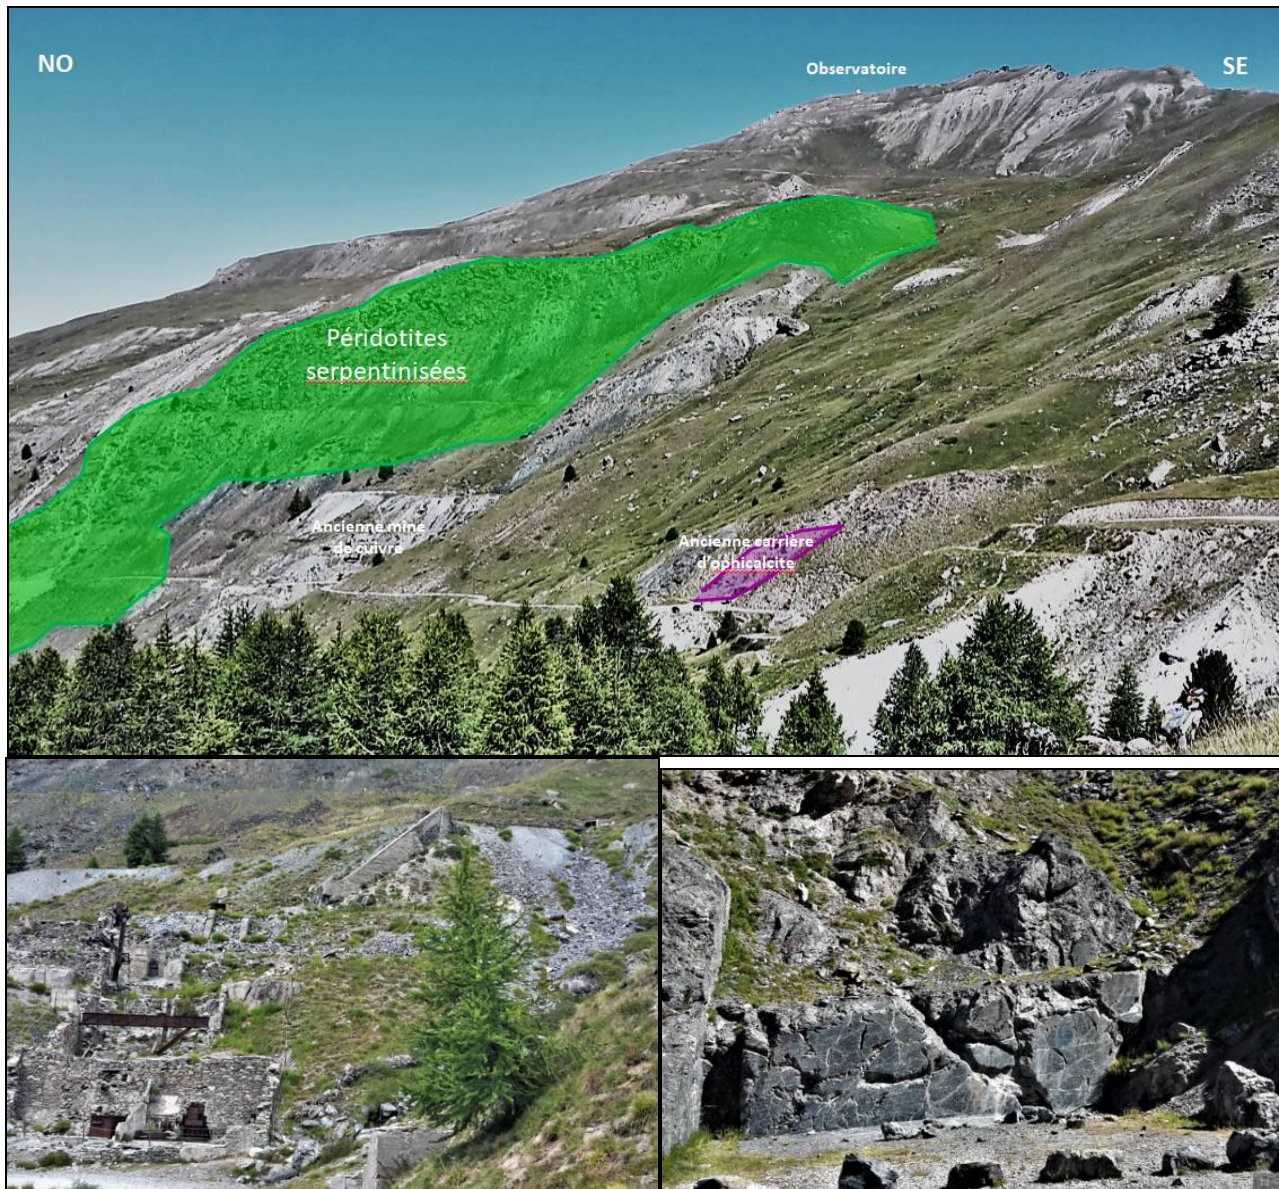 NO
Observatoire
SE
Péridotites
serpentinisées
Ancienne mine
de cuivre
Ancienne carrière
d'ophicalcite